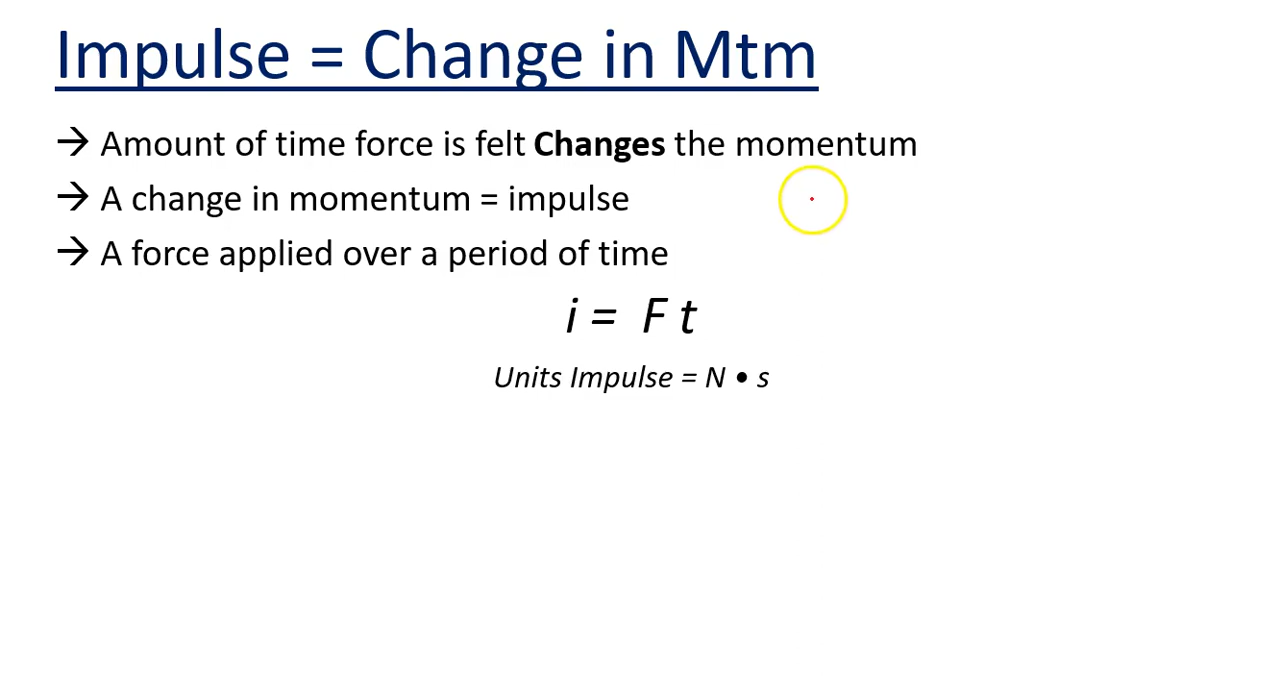 Impulse = Change in Mtm
→ Amount of time force is felt Changes the momentum
→ A change in momentum = impulse
→ A force applied over a period of time
i = F t
Units Impulse = N • s